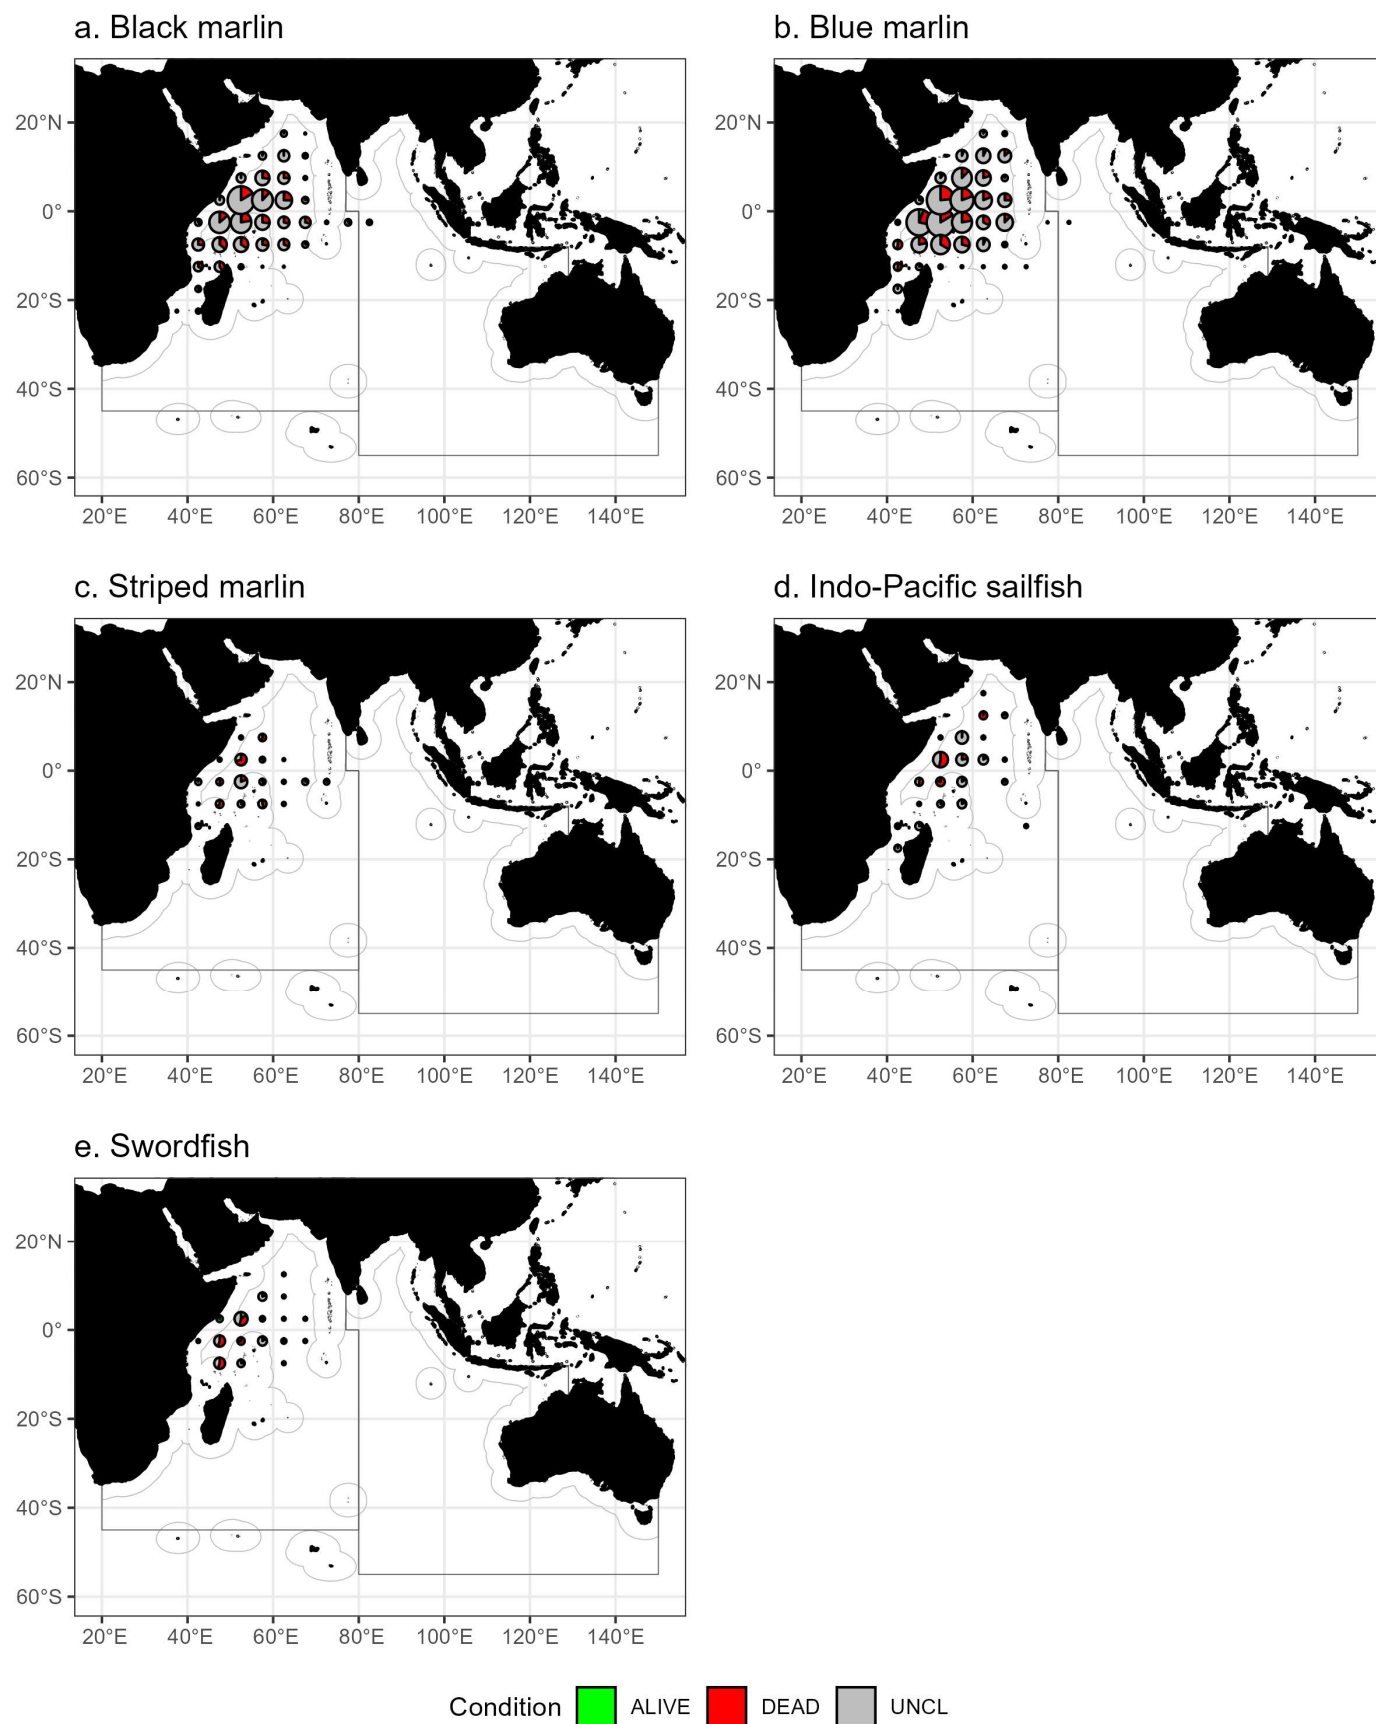 a. Black marlin
b. Blue marlin
20°N
0°
20°S
40°S
60°S
20°E 40°E 60°E 80°E 100°E 120°E 140°E
20°N
0°
20°S
40°S
60°S
20°E 40°E 60°E 80°E 100°E 120°E 140°E
c. Striped marlin
d. Indo-Pacific sailfish
20°N
0°
20°S
40°S
60°S
20°E 40°E 60°E 80°E 100°E 120°E 140°E
20°N
0°
20°S
40°S
60°S
20°E 40°E 60°E 80°E 100°E 120°E 140°E
e. Swordfish
20°N
0°
20°S
40°S
60°S
20°E 40°E 60°E 80°E 100°E 120°E 140°E
Condition ALIVE DEAD UNCL